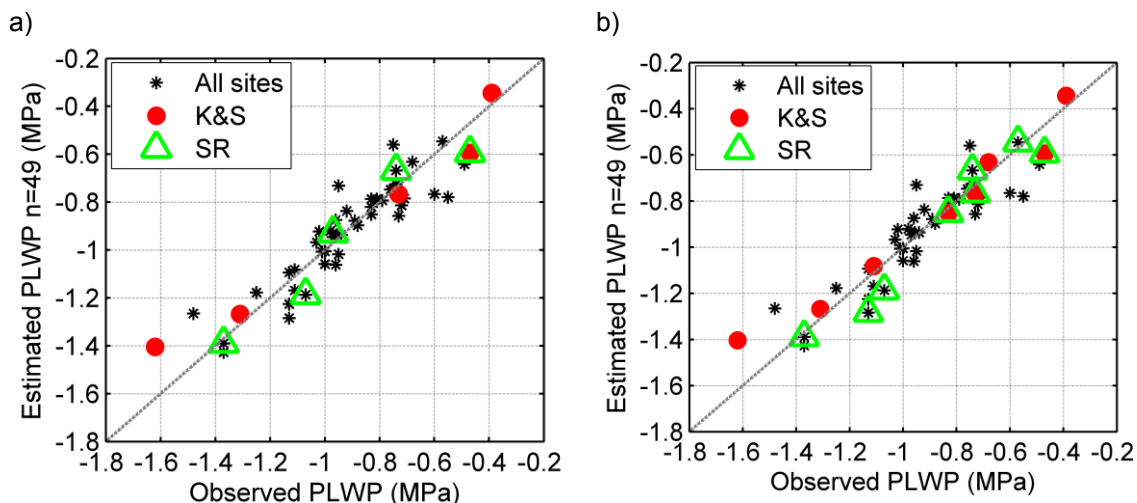 a)
Estimated PLWP n=49 (MPa)
-0.2
-0.4
-0.6
-0.8
-1
-1.2
-1.4
-1.6
-1.8
All sites
K&S
SR
-1.8 -1.6 -1.4 -1.2 -1 -0.8 -0.6 -0.4 -0.2
Observed PLWP (MPa)
b)
Estimated PLWP n=49 (MPa)
-0.2
-0.4
-0.6
-0.8
-1
-1.2
-1.4
-1.6
-1.8
All sites
K&S
SR
-1.8 -1.6 -1.4 -1.2 -1 -0.8 -0.6 -0.4 -0.2
Observed PLWP (MPa)